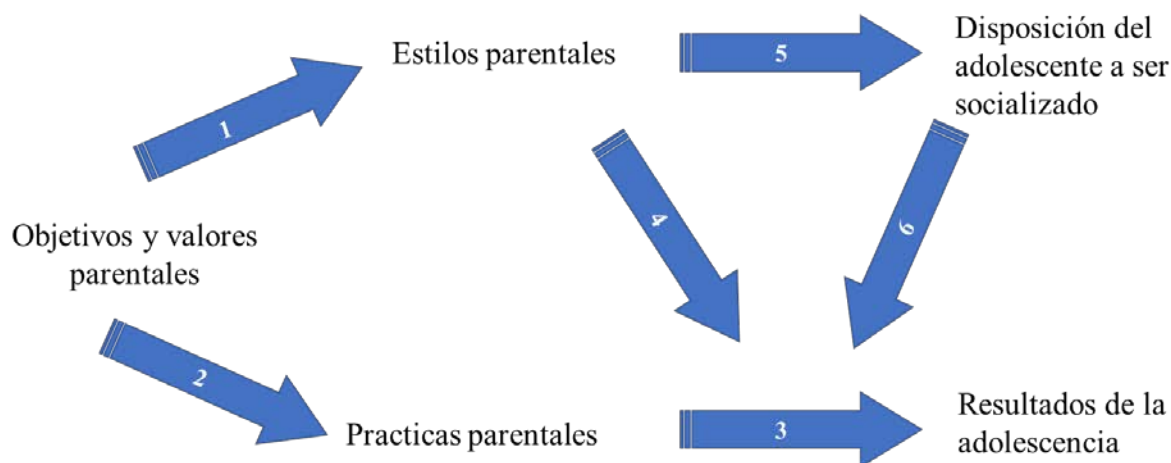 Estilos parentales
5
Disposición del
adolescente a ser
socializado
1
4
6
Objetivos y valores
parentales
2
Practicas parentales
3
Resultados de la
adolescencia